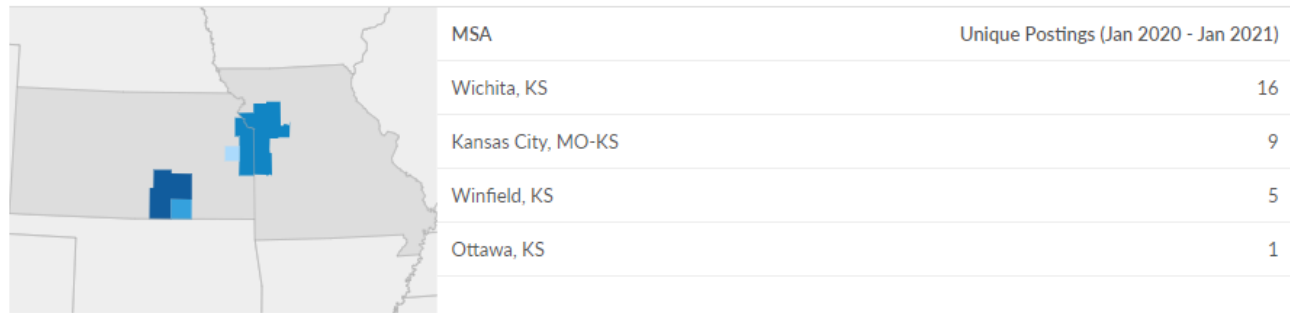 MSA Unique Postings (Jan 2020 - Jan 2021)
Wichita, KS 16
Kansas City, MO-KS 9
Winfield, KS 5
Ottawa, KS 1